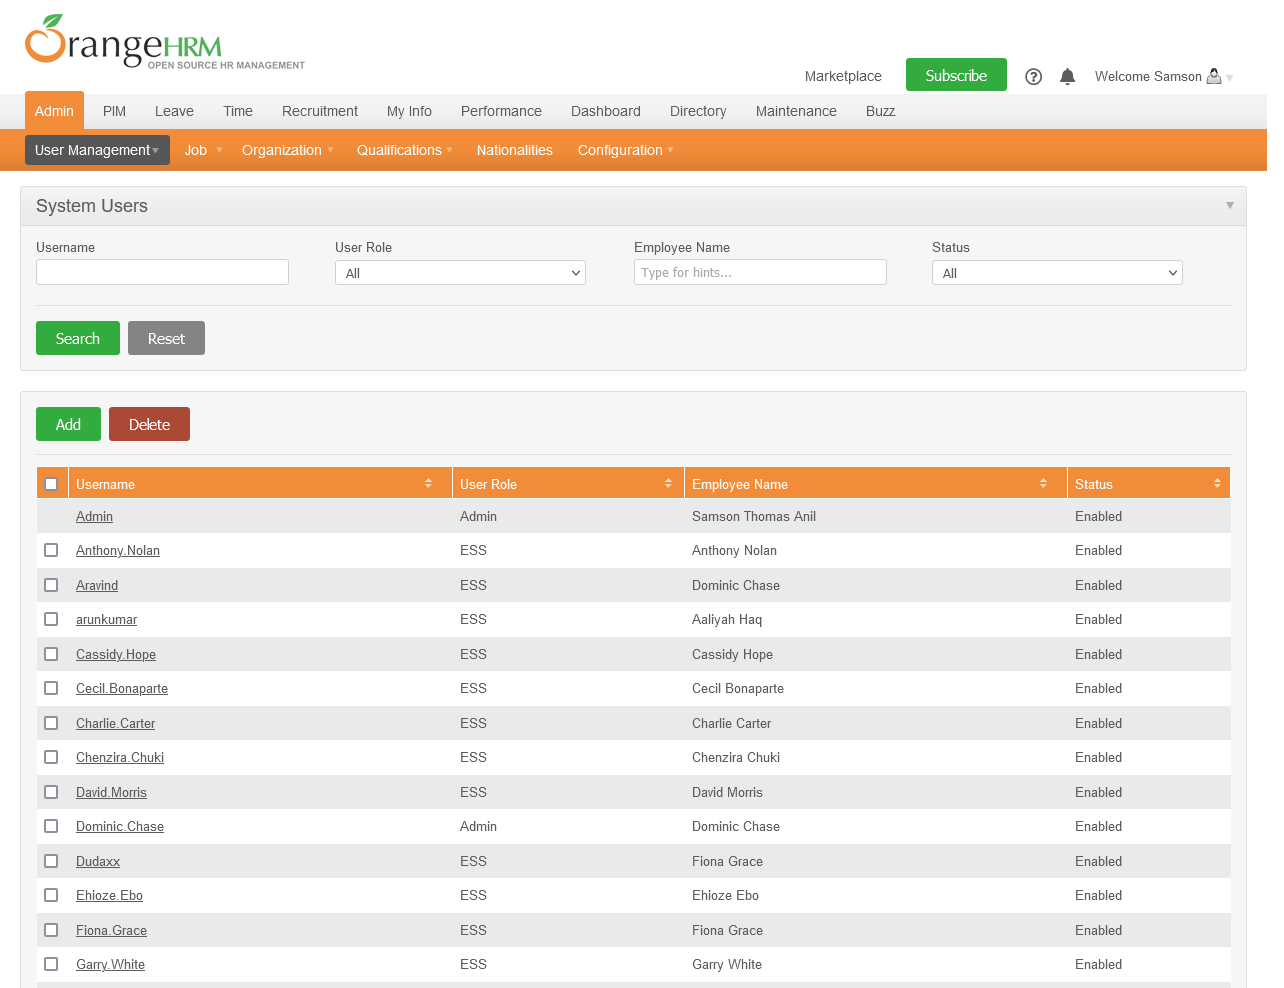 OrangeHRM
OPEN SOURCE HR MANAGEMENT
Marketplace Subscribe Welcome Samson
Admin PIM Leave Time Recruitment My Info Performance Dashboard Directory Maintenance Buzz
User Management Job Organization Qualifications Nationalities Configuration
System Users
Username User Role Employee Name Status
All Type for hints... All
Search Reset
Add Delete
Username User Role Employee Name Status
Admin Admin Samson Thomas Anil Enabled
Anthony.Nolan ESS Anthony Nolan Enabled
Aravind ESS Dominic Chase Enabled
arunkumar ESS Aaliyah Haq Enabled
Cassidy.Hope ESS Cassidy Hope Enabled
Cecil.Bonaparte ESS Cecil Bonaparte Enabled
Charlie.Carter ESS Charlie Carter Enabled
Chenzira.Chuki ESS Chenzira Chuki Enabled
David.Morris ESS David Morris Enabled
Dominic.Chase Admin Dominic Chase Enabled
Dudaxx ESS Fiona Grace Enabled
Ehioze.Ebo ESS Ehioze Ebo Enabled
Fiona.Grace ESS Fiona Grace Enabled
Garry.White ESS Garry White Enabled